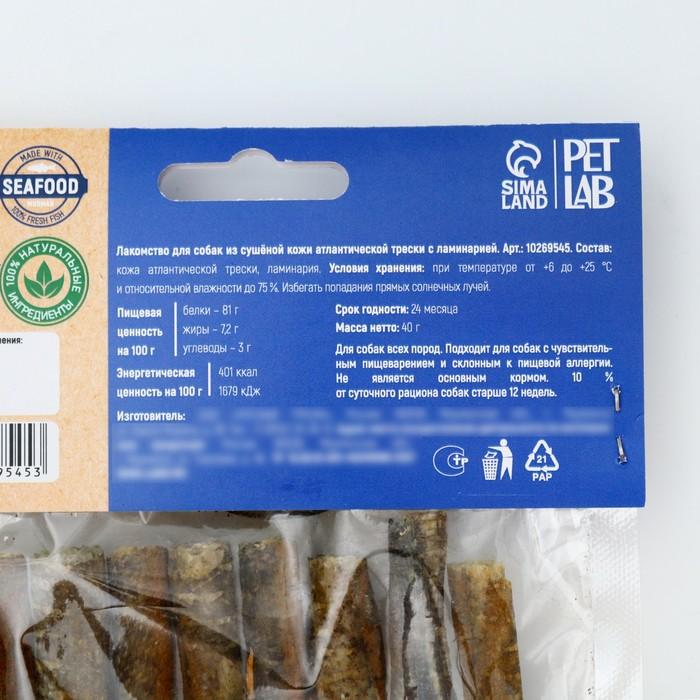 MADE WITH
SEAFOOD
100% FRESH FISH
100% НАТУРАЛЬНЫЕ
ИНГРЕДИЕНТЫ
SIMA
LAND
PET
LAB
Лакомство для собак из сушёной кожи атлантической трески с ламинарией. Арт.: 10269545. Состав:
кожа атлантической трески, ламинария. Условия хранения: при температуре от +6 до +25 °С
и относительной влажности до 75 %. Избегать попадания прямых солнечных лучей.
Пищевая
ценность
на 100 г
белки – 81 г
жиры – 7,2 г
углеводы – 3 г
Энергетическая
ценность на 100 г
401 ккал
1679 кДж
Срок годности: 24 месяца
Масса нетто: 40 г
Для собак всех пород. Подходит для собак с чувствитель-
ным пищеварением и склонным к пищевой аллергии.
Не является основным кормом. 10 %
от суточного рациона собак старше 12 недель.
Изготовитель:
21
PAP
ения:
95453